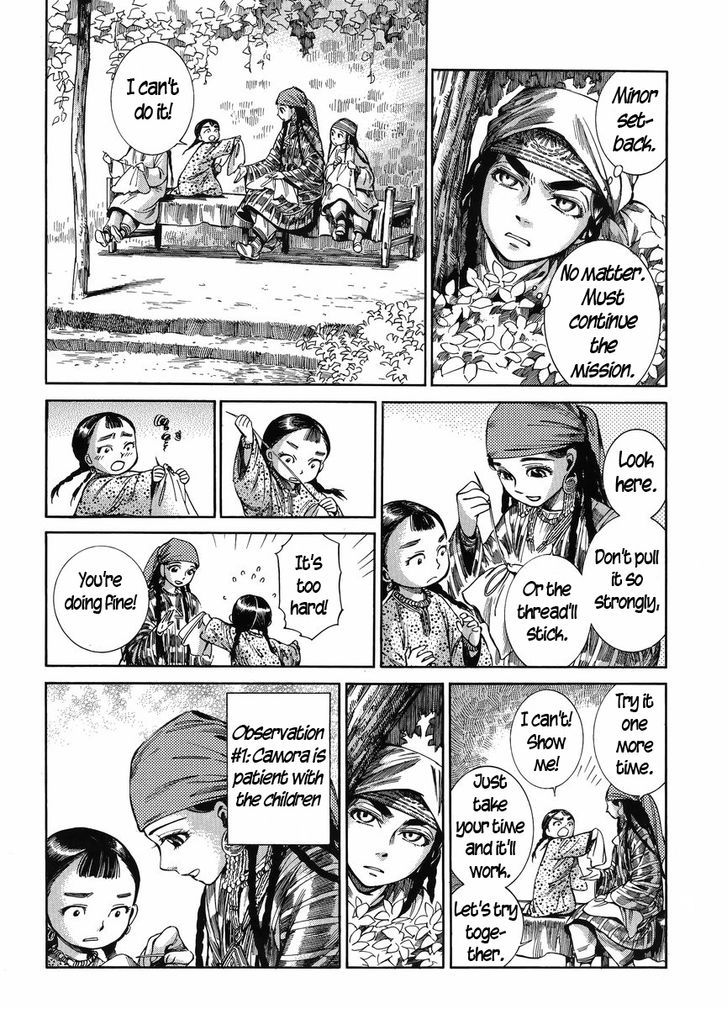 Minor
set-
back.
No matter.
Must
continue
the
mission.
I can't
do it!
Look
here.
Don't pull
it so
strongly,
Or the
thread'll
stick.
It's
too
hard!
You're
doing fine!
Try it
one
more
time.
I can't!
Show
me!
Just
take
your time
and it'll
work.
Let's try
toge-
ther.
Observation
#1: Camora is
patient with
the children